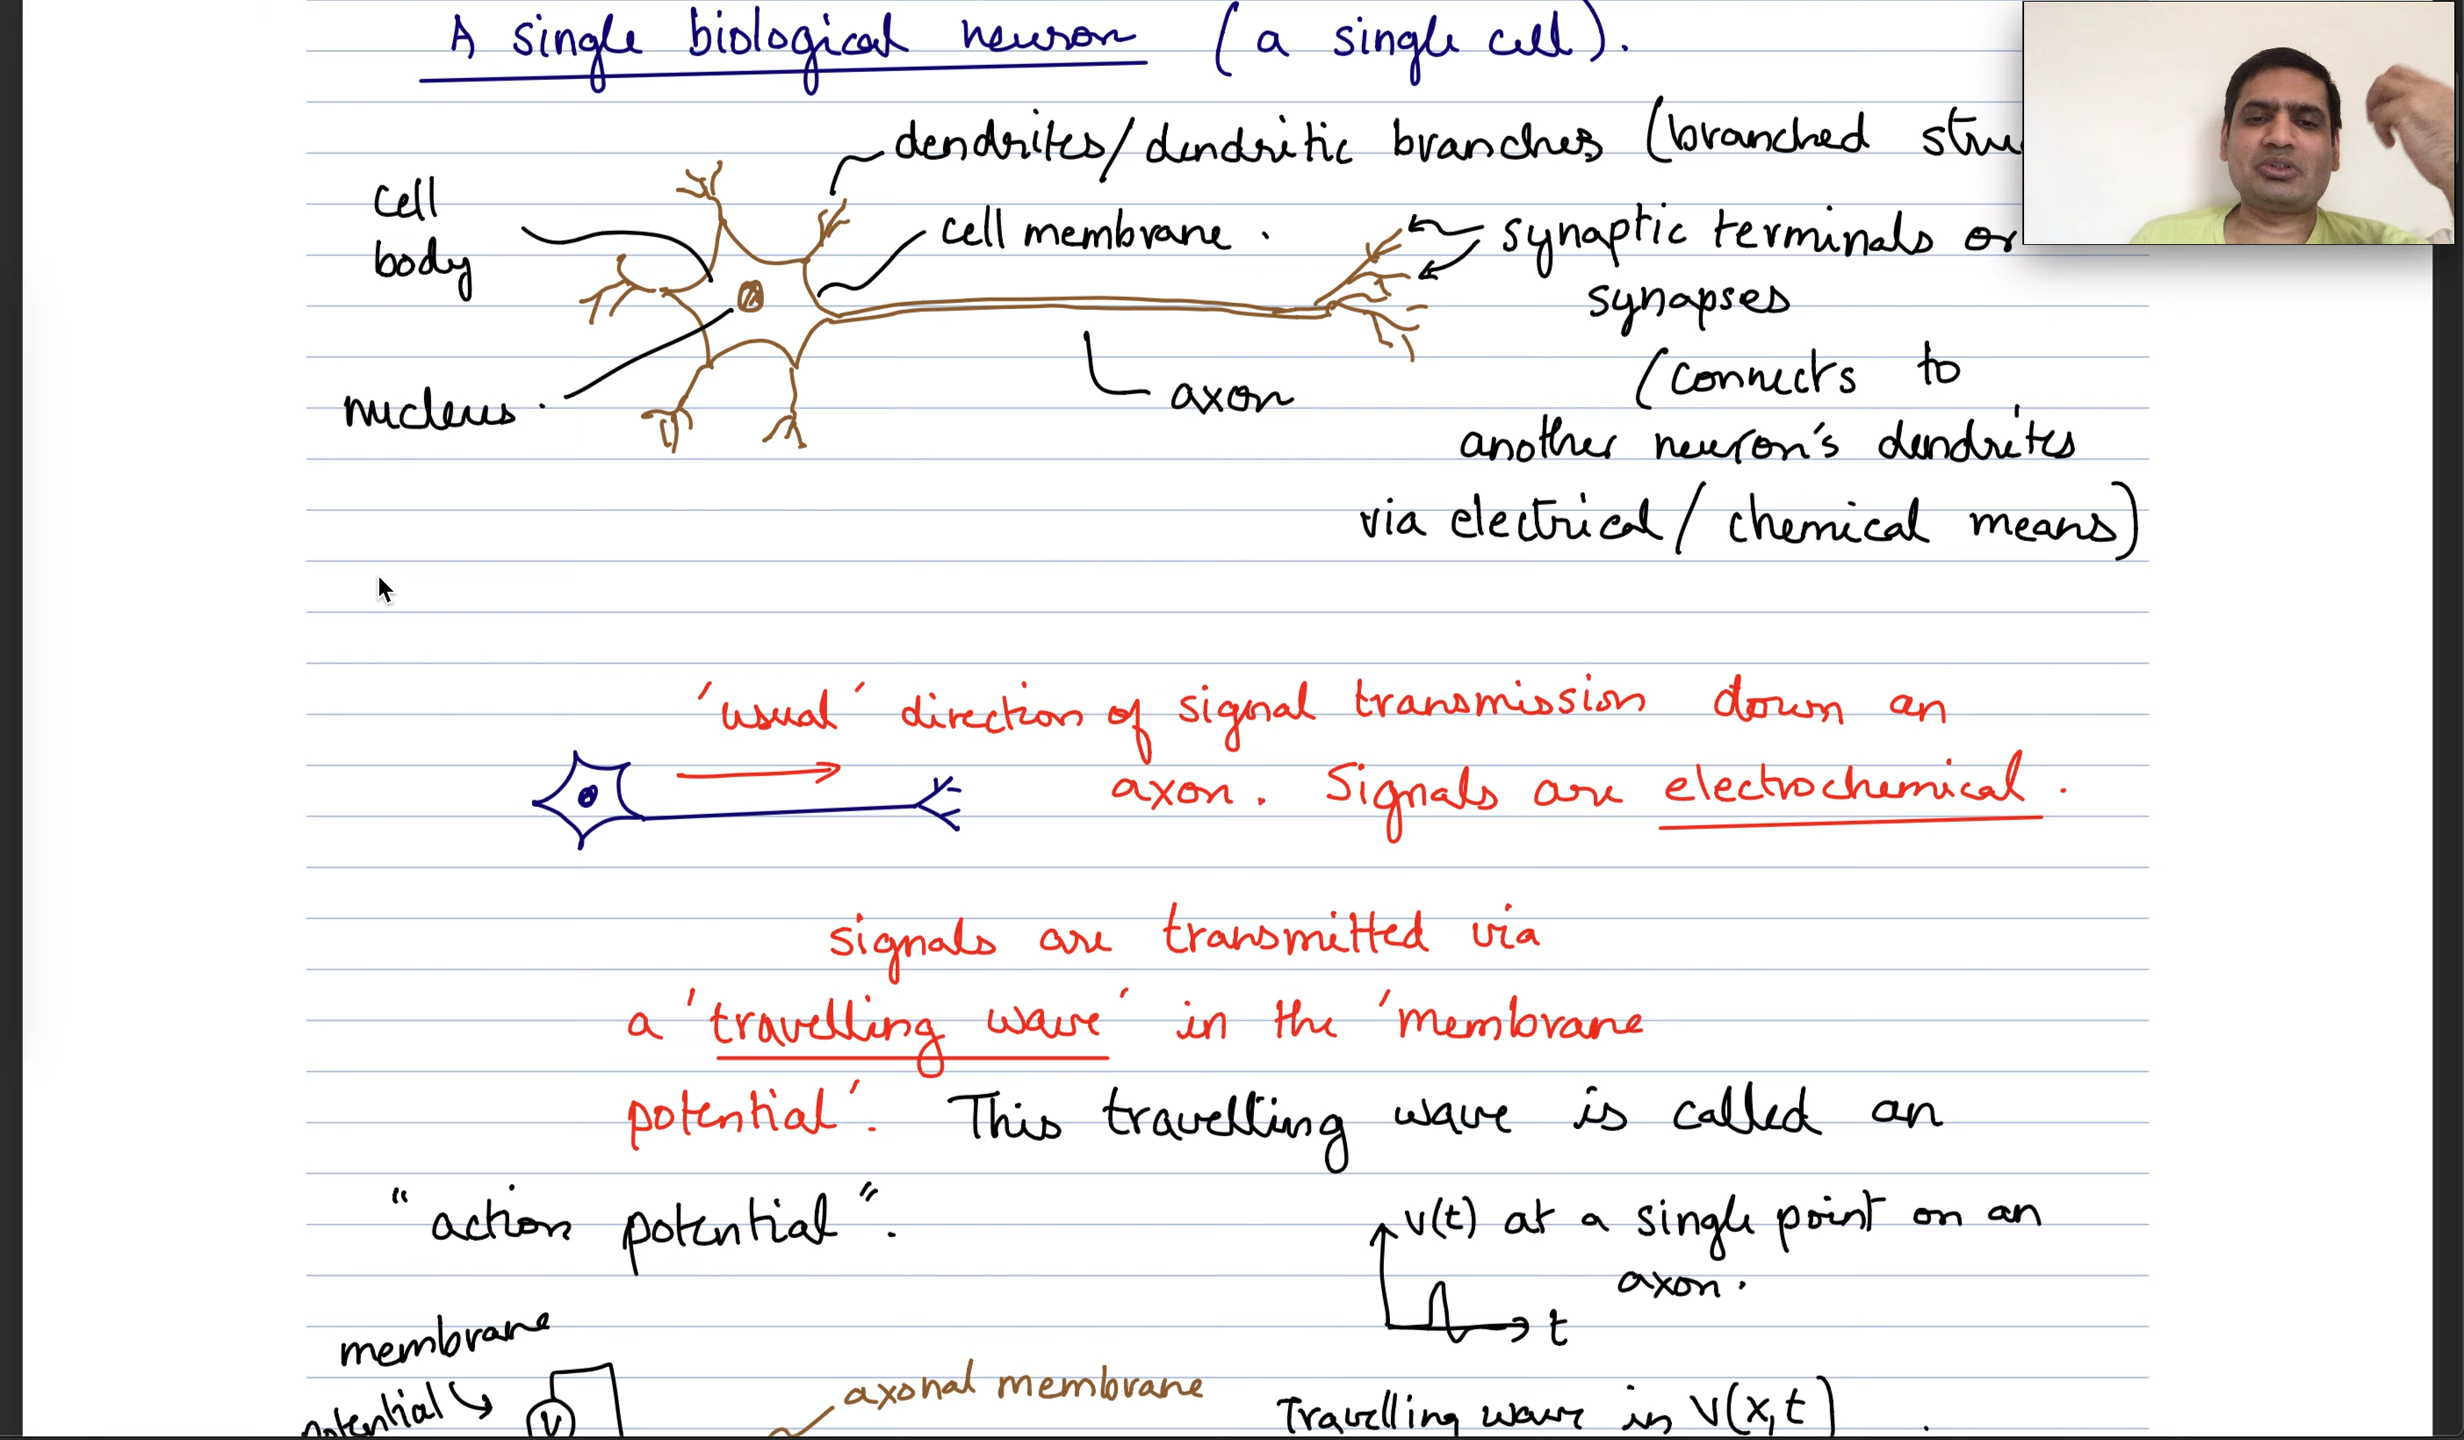 A single biological neuron (a single cell).
dendrites/dendritic branches (branched
cell body
cell membrane.
synaptic terminals or
synapses
nucleus.
axon
(connects to
another neuron's dendrites
via electrical/chemical means)
'usual' direction of signal transmission down an
axon. Signals are electrochemical.
signals are transmitted via
a 'travelling wave' in the 'membrane
potential'. This travelling wave is called an
"action potential".
V(t) at a single point on an
axon.
t
membrane
potential
V
axonal membrane
Travelling wave in V(x,t)